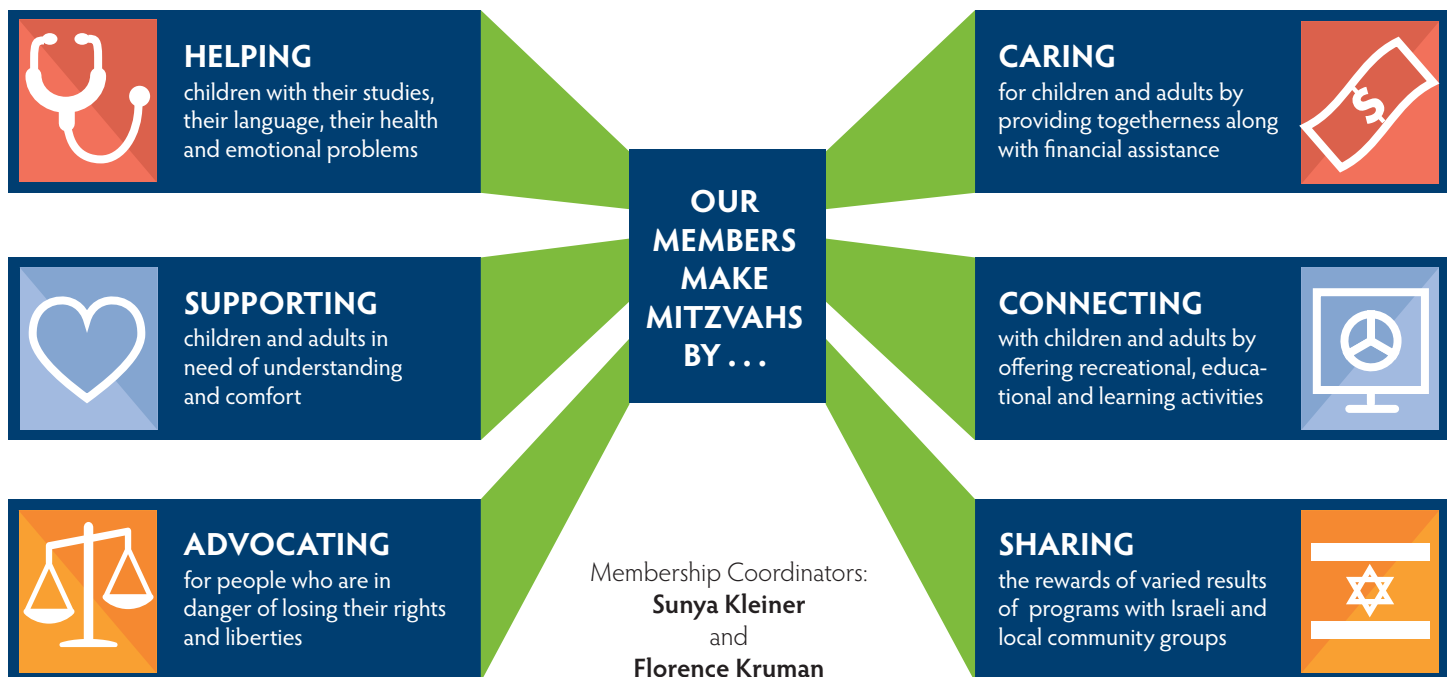 HELPING
children with their studies,
their language, their health
and emotional problems
SUPPORTING
children and adults in
need of understanding
and comfort
ADVOCATING
for people who are in
danger of losing their rights
and liberties
OUR
MEMBERS
MAKE
MITZVAHS
BY . . .
Membership Coordinators:
Sunya Kleiner
and
Florence Kruman
CARING
for children and adults by
providing togetherness along
with financial assistance
$
CONNECTING
with children and adults by
offering recreational, educa-
tional and learning activities
SHARING
the rewards of varied results
of programs with Israeli and
local community groups